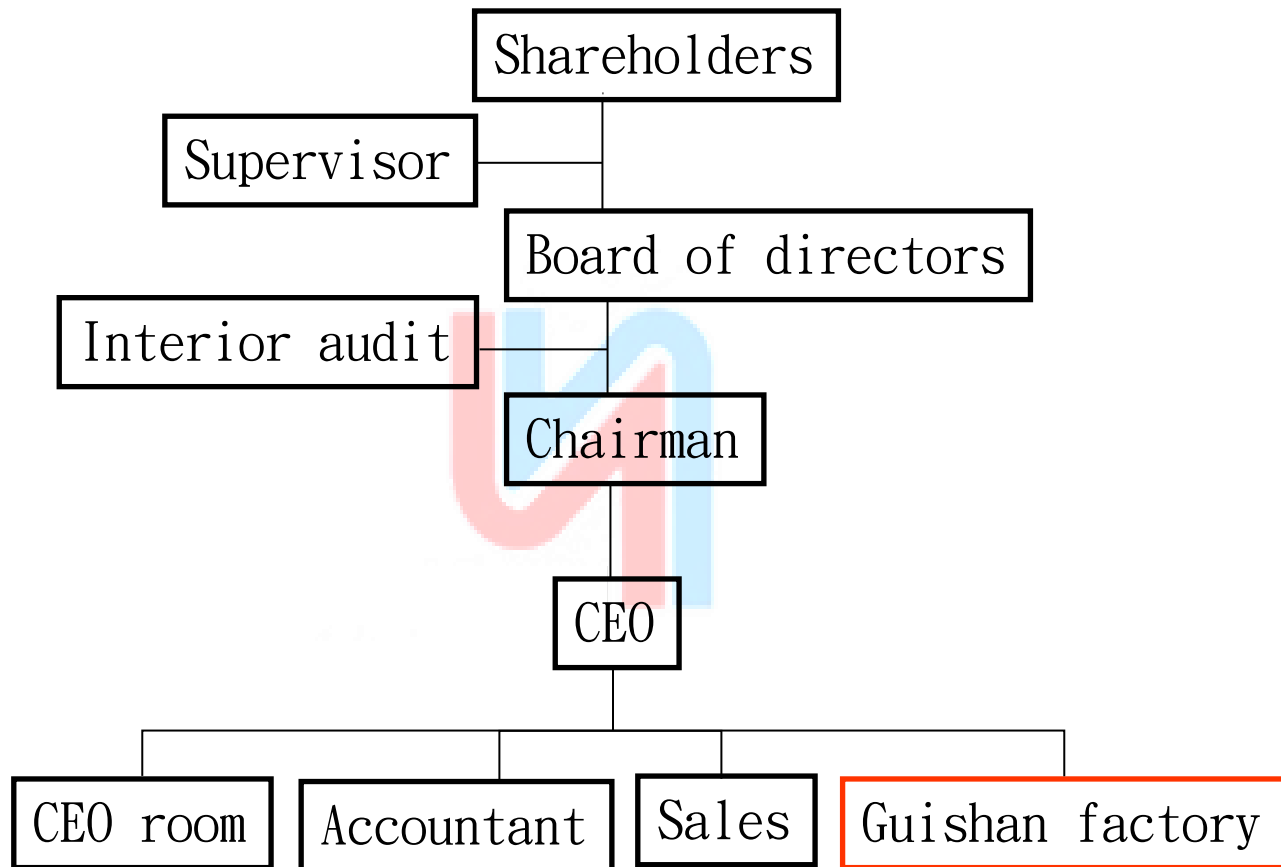 Shareholders
Supervisor
Board of directors
Interior audit
Chairman
CEO
CEO room
Accountant
Sales
Guishan factory